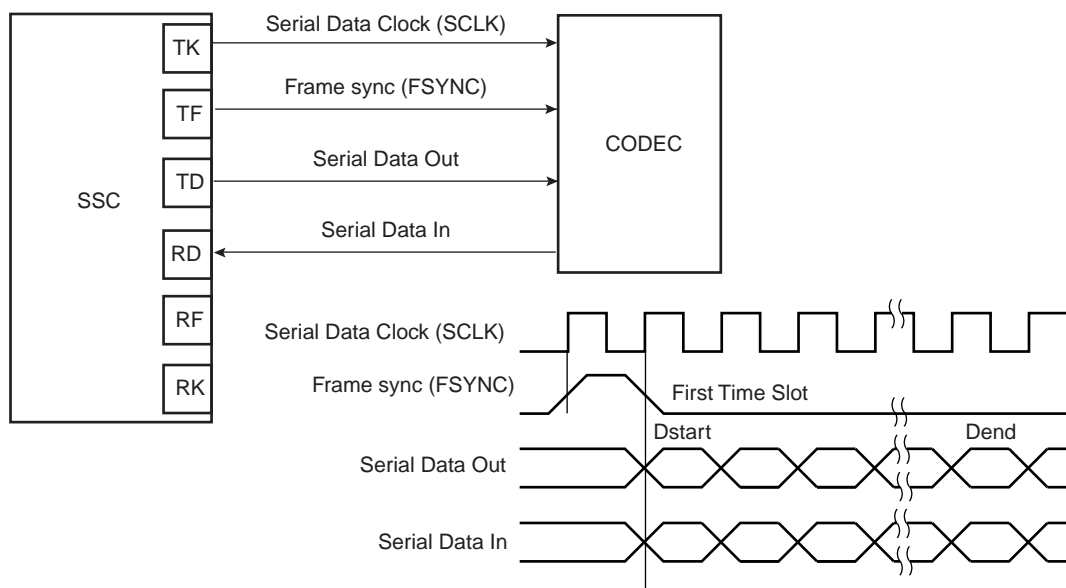 SSC
TK
TF
TD
RD
RF
RK
Serial Data Clock (SCLK)
Frame sync (FSYNC)
Serial Data Out
Serial Data In
CODEC
Serial Data Clock (SCLK)
Frame sync (FSYNC)
First Time Slot
Dstart
Dend
Serial Data Out
Serial Data In